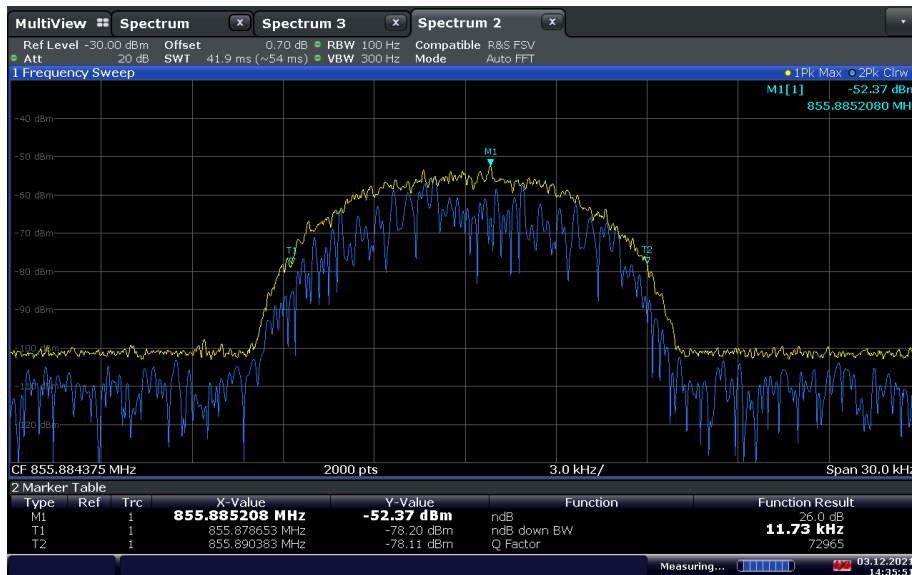 MultiView Spectrum X Spectrum 3 X Spectrum 2 X
Ref Level -30.00 dBm Offset 0.70 dB RBW 100 Hz Compatible R&S FSV
Att 20 dB SWT 41.9 ms (~54 ms) VBW 300 Hz Mode Auto FFT
1 Frequency Sweep 1Pk Max 2Pk Clrw
M1[1] -52.37 dBm
855.8852080 MHz
-40 dBm
-50 dBm
M1
-60 dBm
-70 dBm
T1 T2
-80 dBm
-90 dBm
-100 dBm
-110 dBm
-120 dBm
CF 855.884375 MHz 2000 pts 3.0 kHz/ Span 30.0 kHz
2 Marker Table
Type Ref Trc X-Value Y-Value Function Function Result
M1 1 855.885208 MHz -52.37 dBm ndB 26.0 dB
T1 1 855.878653 MHz -78.20 dBm ndB down BW 11.73 kHz
T2 1 855.890383 MHz -78.11 dBm Q Factor 72965
Measuring... 03.12.2021
14:35:51